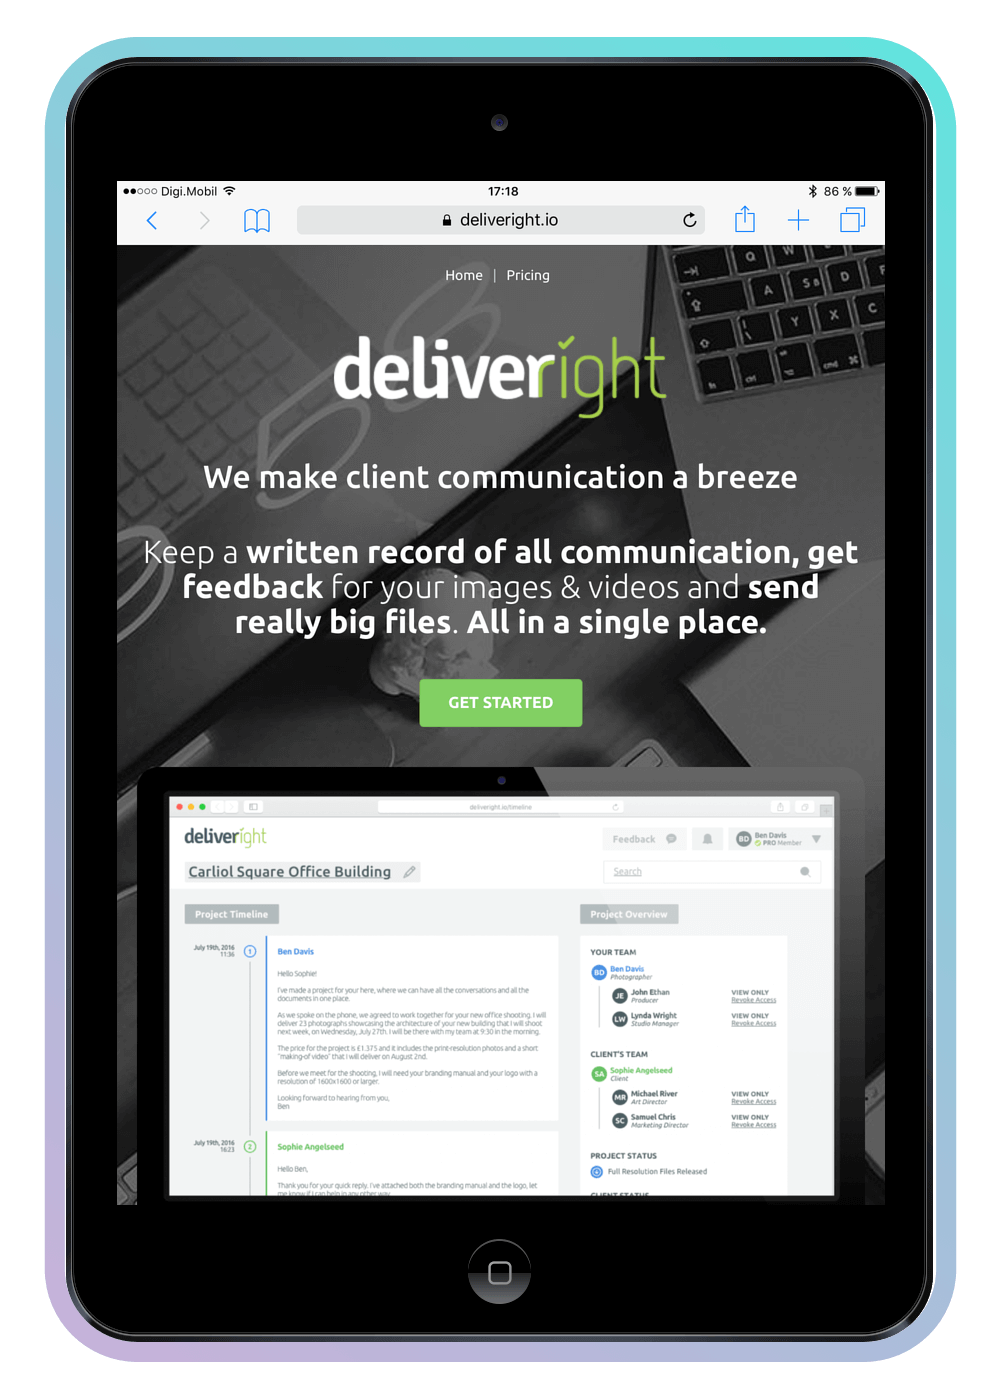 Digi.Mobil 17:18 86 %
deliveright.io
Home | Pricing
deliveright
We make client communication a breeze
Keep a written record of all communication, get
feedback for your images & videos and send
really big files. All in a single place.
GET STARTED
deliveright.io/timeline
deliveright
Feedback
BD
Ben Davis
PRO Member
Carliol Square Office Building
Search
Project Timeline
July 19th, 2016
11:36
1
Ben Davis
Hello Sophie!
I've made a project for your here, where we can have all the conversations and all the
documents in one place.
As we spoke on the phone, we agreed to work together for your new office shooting. I will
deliver 23 photographs showcasing the architecture of your new building that I will shoot
next week, on Wednesday, July 27th. I will be there with my team at 9:30 in the morning.
The price for the project is £1.375 and it includes the print-resolution photos and a short
"making-of video" that I will deliver on August 2nd.
Before we meet for the shooting, I will need your branding manual and your logo with a
resolution of 1600x1600 or larger.
Looking forward to hearing from you,
Ben
July 19th, 2016
16:23
2
Sophie Angelseed
Hello Ben,
Thank you for your quick reply. I've attached both the branding manual and the logo, let
me know if I can help in any other way.
Project Overview
YOUR TEAM
BD
Ben Davis
Photographer
JE
John Ethan
Producer
VIEW ONLY
Revoke Access
LW
Lynda Wright
Studio Manager
VIEW ONLY
Revoke Access
CLIENT'S TEAM
SA
Sophie Angelseed
Client
MR
Michael River
Art Director
VIEW ONLY
Revoke Access
SC
Samuel Chris
Marketing Director
VIEW ONLY
Revoke Access
PROJECT STATUS
Full Resolution Files Released
CLIENT STATUS
Q W
A S D F
Y X C
fn ctrl alt cmd ⌘